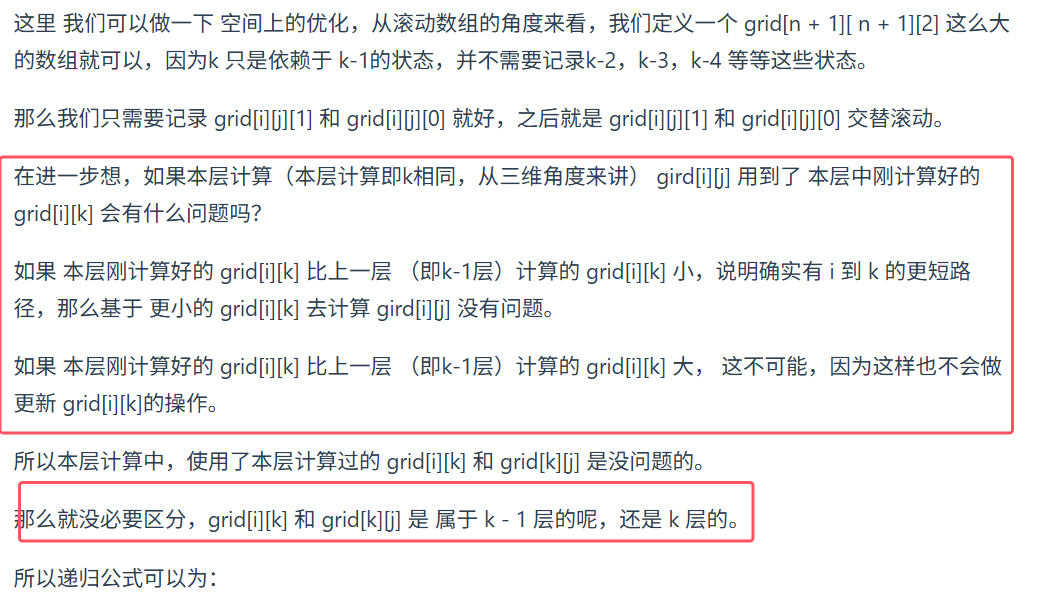 这里 我们可以做一下 空间上的优化，从滚动数组的角度来看，我们定义一个 grid[n + 1][ n + 1][2] 这么大
的数组就可以，因为k 只是依赖于 k-1的状态，并不需要记录k-2，k-3，k-4 等等这些状态。
那么我们只需要记录 grid[i][j][1] 和 grid[i][j][0] 就好，之后就是 grid[i][j][1] 和 grid[i][j][0] 交替滚动。
在进一步想，如果本层计算（本层计算即k相同，从三维角度来讲） gird[i][j] 用到了 本层中刚计算好的
grid[i][k] 会有什么问题吗？
如果 本层刚计算好的 grid[i][k] 比上一层 （即k-1层）计算的 grid[i][k] 小，说明确实有 i 到 k 的更短路
径，那么基于 更小的 grid[i][k] 去计算 gird[i][j] 没有问题。
如果 本层刚计算好的 grid[i][k] 比上一层 （即k-1层）计算的 grid[i][k] 大， 这不可能，因为这样也不会做
更新 grid[i][k]的操作。
所以本层计算中，使用了本层计算过的 grid[i][k] 和 grid[k][j] 是没问题的。
那么就没必要区分，grid[i][k] 和 grid[k][j] 是 属于 k - 1 层的呢，还是 k 层的。
所以递归公式可以为：